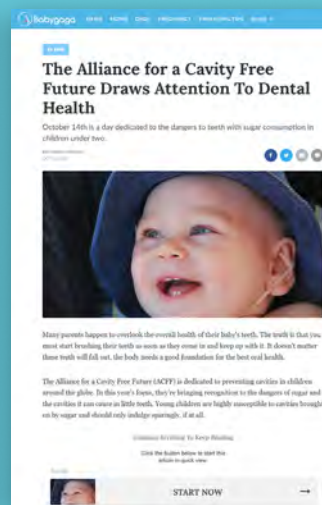 Babygaga
The Alliance for a Cavity Free
Future Draws Attention To Dental
Health
October 14th is a day dedicated to the dangers to teeth with sugar consumption in
children under two.
Many parents happen to overlook the overall health of their baby's teeth. The truth is that you
must start brushing their teeth as soon as they come in and keep up with it. It doesn't matter
these teeth will fall out, the body needs a good foundation for the best oral health.
The Alliance for a Cavity Free Future (ACFF) is dedicated to preventing cavities in children
around the globe. In this year's focus, they're bringing recognition to the dangers of sugar and
the cavities it can cause in little teeth. Young children are highly susceptible to cavities brought
on by sugar and should only indulge sparingly, if at all.
Continue Scrolling To Keep Reading
Click the button below to start this
article in quick view
START NOW